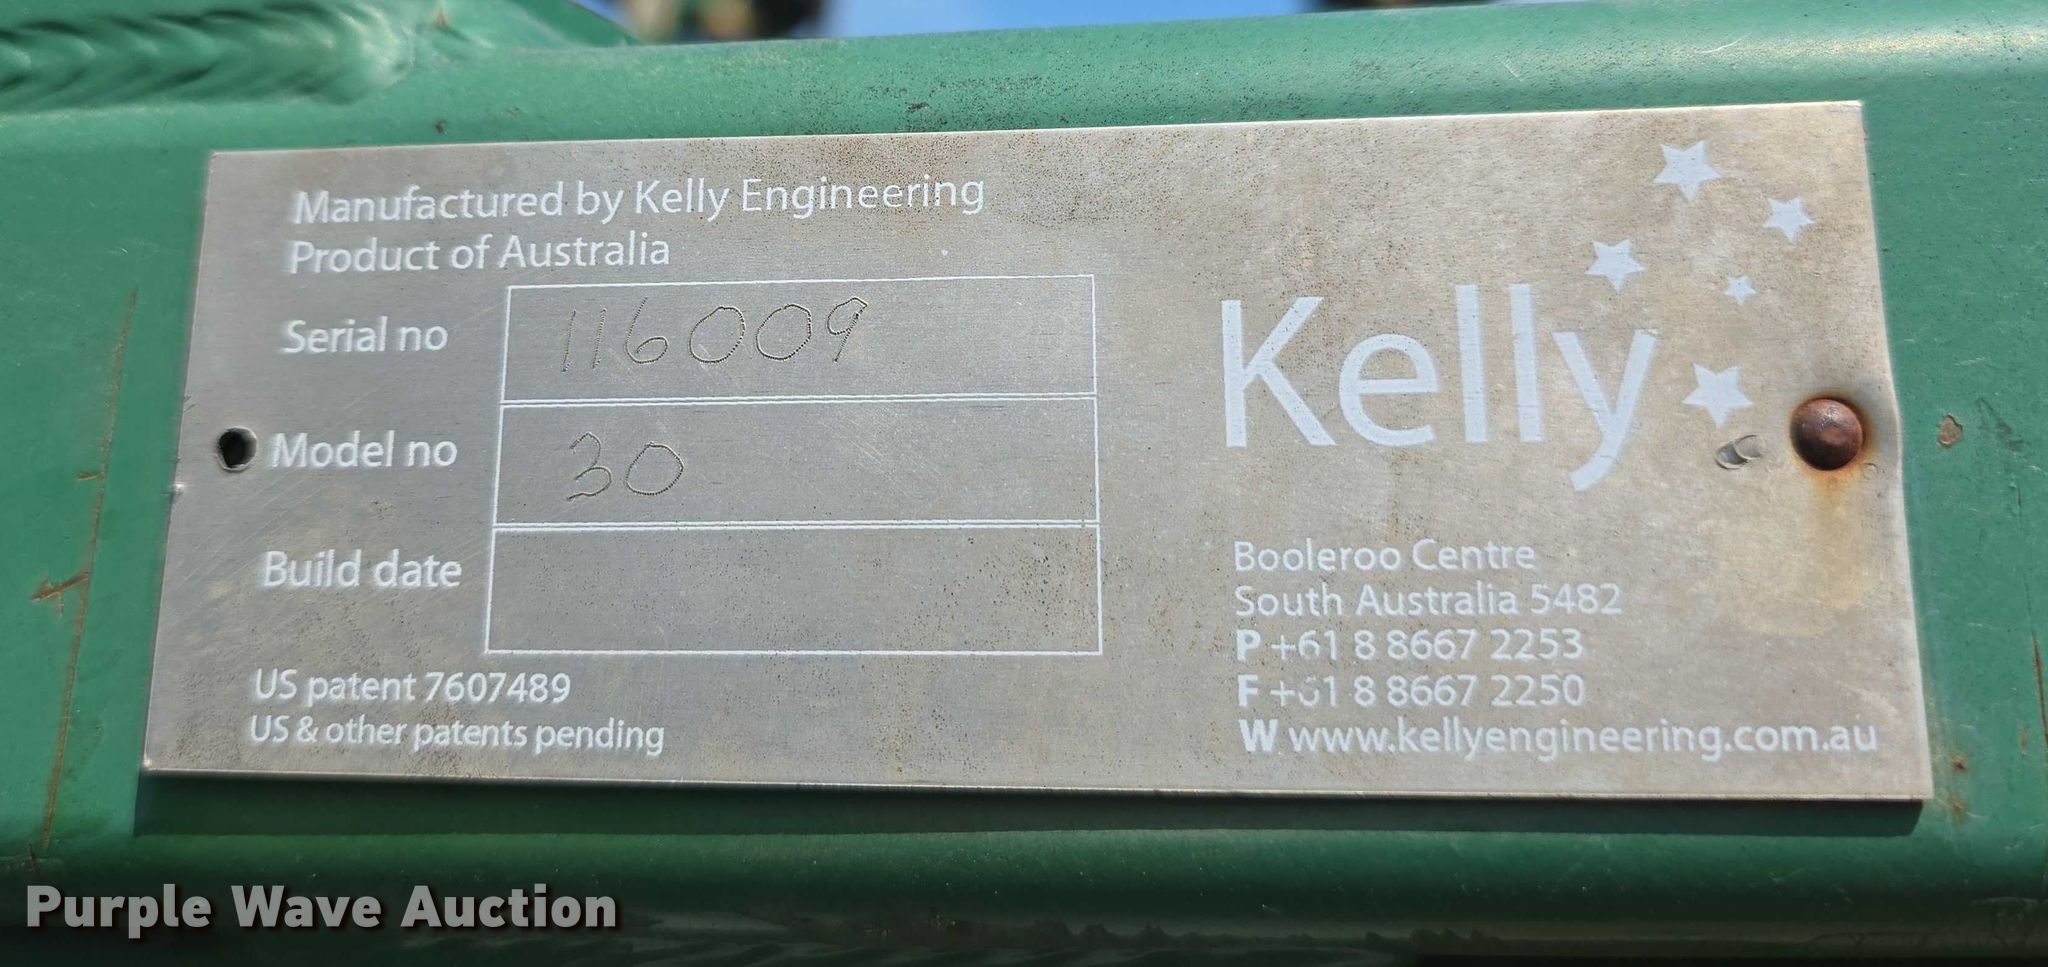 Manufactured by Kelly Engineering
Product of Australia
Serial no 116009
Model no 30
Build date
US patent 7607489
US & other patents pending
Kelly
Booleroo Centre
South Australia 5482
P +61 8 8667 2253
F +61 8 8667 2250
W www.kellyengineering.com.au
Purple Wave Auction